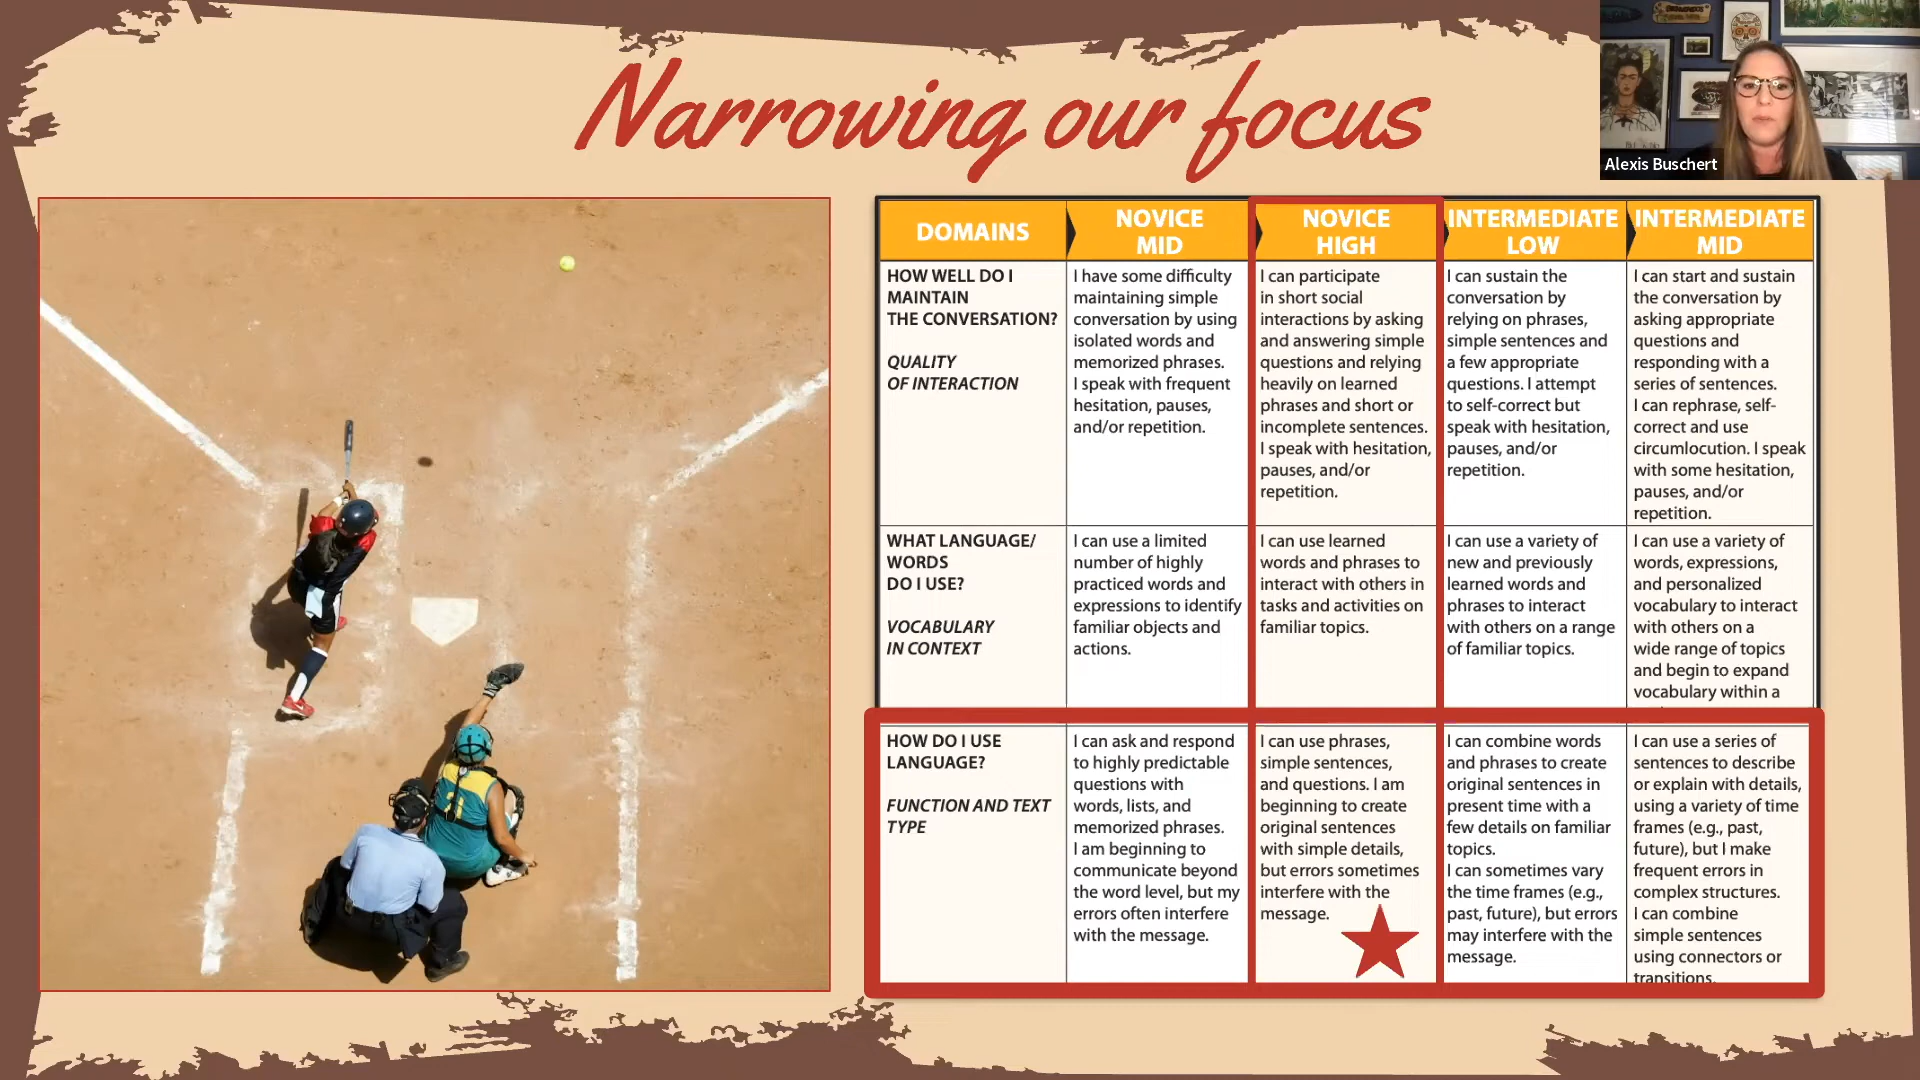 Narrowing our focus
Alexis Buschert
DOMAINS
NOVICE
MID
NOVICE
HIGH
INTERMEDIATE
LOW
INTERMEDIATE
MID
HOW WELL DO I
MAINTAIN
THE CONVERSATION?
QUALITY
OF INTERACTION
I have some difficulty
maintaining simple
conversation by using
isolated words and
memorized phrases.
I speak with frequent
hesitation, pauses,
and/or repetition.
I can participate
in short social
interactions by asking
and answering simple
questions and relying
heavily on learned
phrases and short or
incomplete sentences.
I speak with hesitation,
pauses, and/or
repetition.
I can sustain the
conversation by
relying on phrases,
simple sentences and
a few appropriate
questions. I attempt
to self-correct but
speak with hesitation,
pauses, and/or
repetition.
I can start and sustain
the conversation by
asking appropriate
questions and
responding with a
series of sentences.
I can rephrase, self-
correct and use
circumlocution. I speak
with some hesitation,
pauses, and/or
repetition.
WHAT LANGUAGE/
WORDS
DO I USE?
VOCABULARY
IN CONTEXT
I can use a limited
number of highly
practiced words and
expressions to identify
familiar objects and
actions.
I can use learned
words and phrases to
interact with others in
tasks and activities on
familiar topics.
I can use a variety of
new and previously
learned words and
phrases to interact
with others on a range
of familiar topics.
I can use a variety of
words, expressions,
and personalized
vocabulary to interact
with others on a
wide range of topics
and begin to expand
vocabulary within a
HOW DO I USE
LANGUAGE?
FUNCTION AND TEXT
TYPE
I can ask and respond
to highly predictable
questions with
words, lists, and
memorized phrases.
I am beginning to
communicate beyond
the word level, but my
errors often interfere
with the message.
I can use phrases,
simple sentences,
and questions. I am
beginning to create
original sentences
with simple details,
but errors sometimes
interfere with the
message.
I can combine words
and phrases to create
original sentences in
present time with a
few details on familiar
topics.
I can sometimes vary
the time frames (e.g.,
past, future), but errors
may interfere with the
message.
I can use a series of
sentences to describe
or explain with details,
using a variety of time
frames (e.g., past,
future), but I make
frequent errors in
complex structures.
I can combine
simple sentences
using connectors or
transitions.